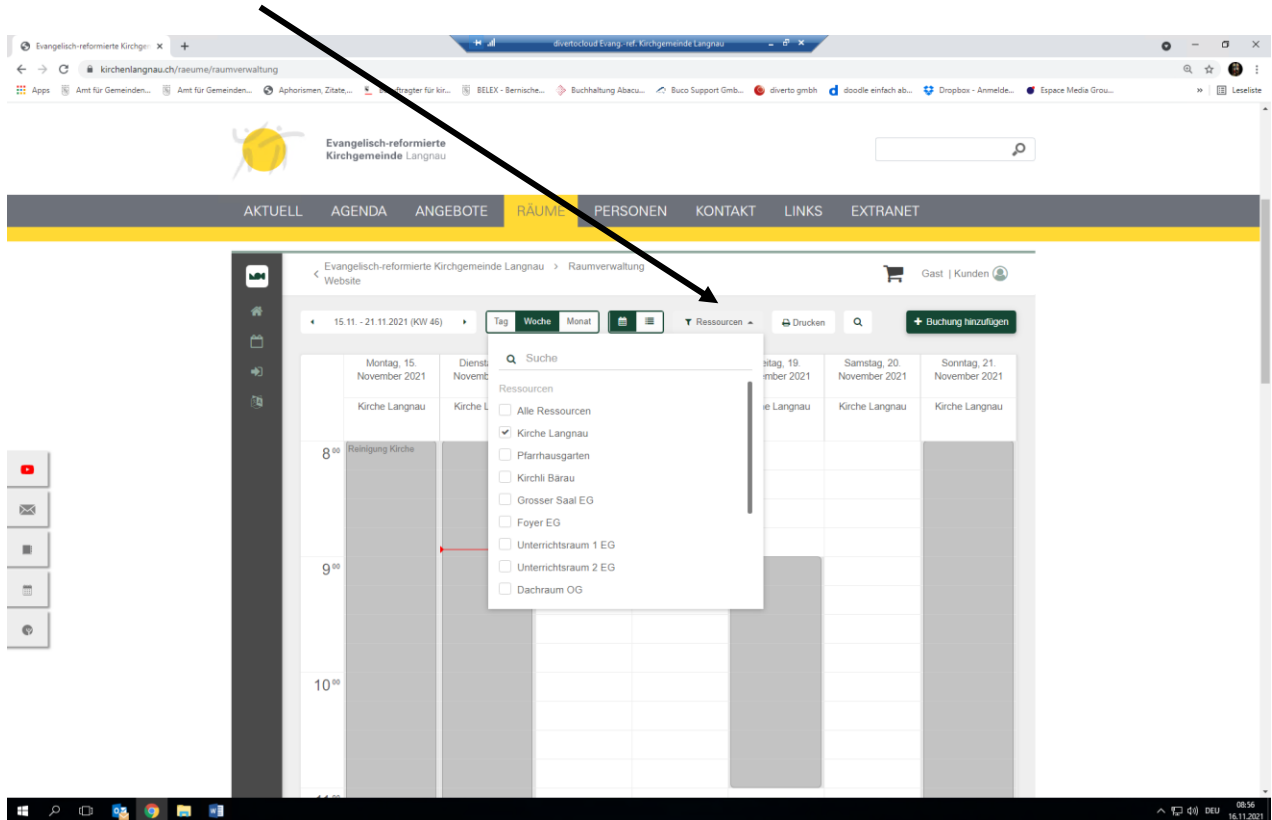 Evangelisch-reformierte Kirchge
divertocloud Evang.-ref. Kirchgemeinde Langnau
kirchenlangnau.ch/raeume/raumverwaltung
Apps Amt für Gemeinden... Amt für Gemeinden... Aphorismen, Zitate,... für kir... BELEX - Bernische... Buchhaltung Abacu... Buco Support Gmb... diverto gmbh doodle einfach ab... Dropbox - Anmelde... Espace Media Grou... » Leseliste
Evangelisch-reformierte
Kirchgemeinde Langnau
AKTUELL AGENDA ANGEBOTE RÄUME PERSONEN KONTAKT LINKS EXTRANET
Evangelisch-reformierte Kirchgemeinde Langnau > Raumverwaltung
Website
Gast | Kunden
15.11. - 21.11.2021 (KW 46) Tag Woche Monat Ressourcen Drucken + Buchung hinzufügen
Montag, 15. November 2021
Samstag, 20. November 2021
Sonntag, 21. November 2021
Kirche Langnau
Kirche Langnau
Kirche Langnau
Suche
Ressourcen
Alle Ressourcen
Kirche Langnau
Pfarrhausgarten
Kirchli Bärau
Grosser Saal EG
Foyer EG
Unterrichtsraum 1 EG
Unterrichtsraum 2 EG
Dachraum OG
8 00
Reinigung Kirche
9 00
10 00
DEU
08:56
16.11.2021